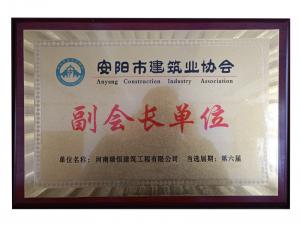 安阳市建筑业协会
Anyang Construction Industry Association
副会长单位
单位名称：河南 恒建筑工程有限公司 当选届期：第六届